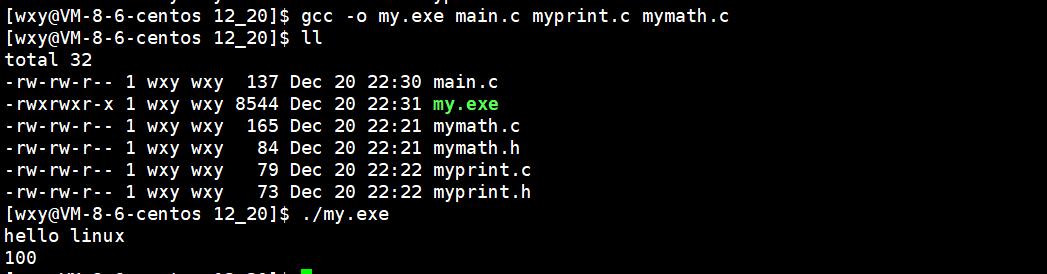 [wxy@VM-8-6-centos 12_20]$ gcc -o my.exe main.c myprint.c mymath.c
[wxy@VM-8-6-centos 12_20]$ ll
total 32
-rw-rw-r-- 1 wxy wxy  137 Dec 20 22:30 main.c
-rwxrwxr-x 1 wxy wxy 8544 Dec 20 22:31 my.exe
-rw-rw-r-- 1 wxy wxy  165 Dec 20 22:21 mymath.c
-rw-rw-r-- 1 wxy wxy   84 Dec 20 22:21 mymath.h
-rw-rw-r-- 1 wxy wxy   79 Dec 20 22:22 myprint.c
-rw-rw-r-- 1 wxy wxy   73 Dec 20 22:22 myprint.h
[wxy@VM-8-6-centos 12_20]$ ./my.exe
hello linux
100